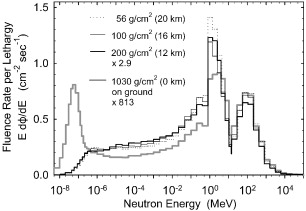 1.5
1.0
0.5
0.0
Fluence Rate per Lethargy
E dϕ/dE (cm⁻² sec⁻¹)
56 g/cm² (20 km)
100 g/cm² (16 km)
200 g/cm² (12 km)
x 2.9
1030 g/cm² (0 km)
on ground
x 813
10⁻⁸ 10⁻⁶ 10⁻⁴ 10⁻² 10⁰ 10² 10⁴
Neutron Energy (MeV)